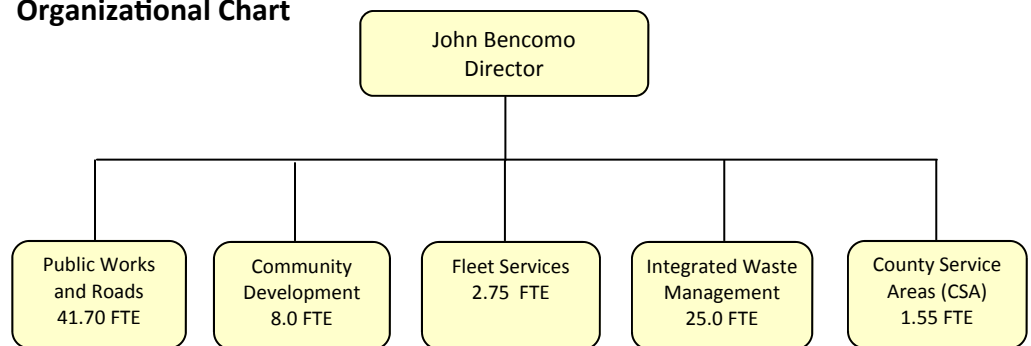 Organizational Chart
John Bencomo
Director
Public Works
and Roads
41.70 FTE
Community
Development
8.0 FTE
Fleet Services
2.75 FTE
Integrated Waste
Management
25.0 FTE
County Service
Areas (CSA)
1.55 FTE